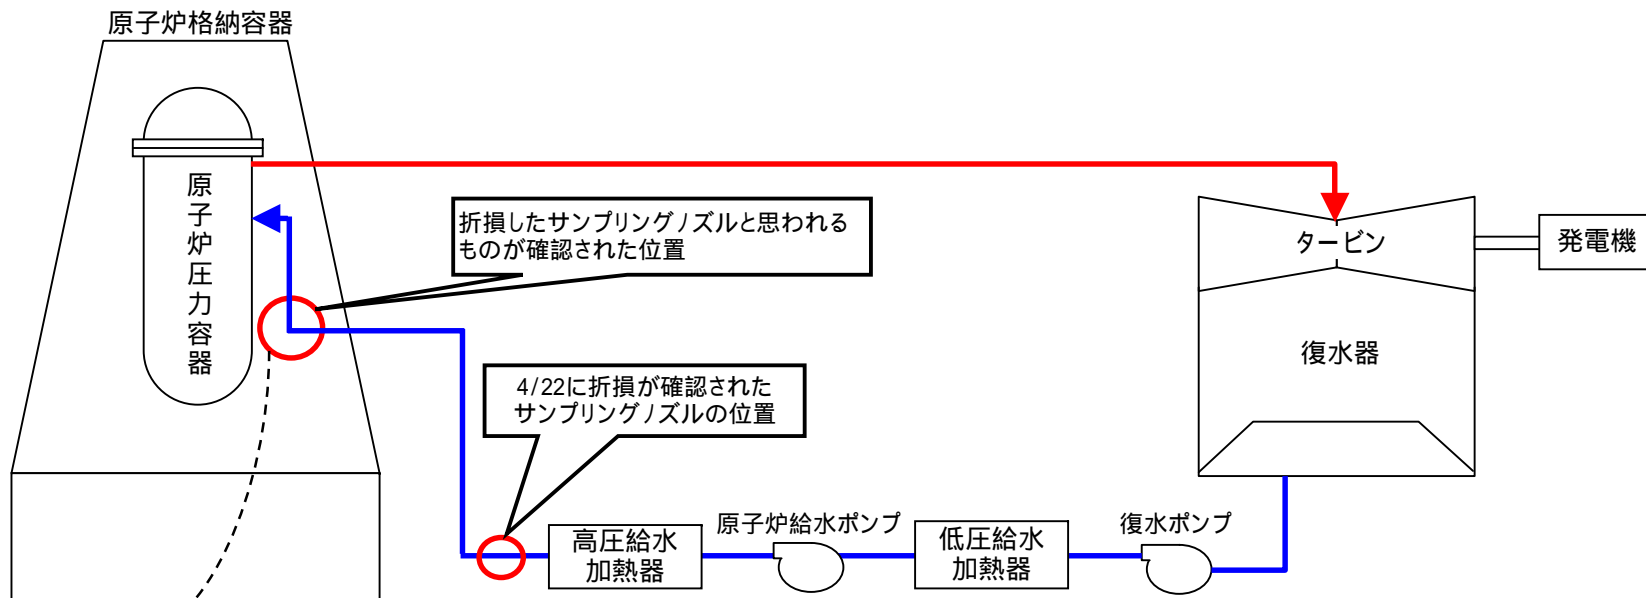 原子炉格納容器
原子炉圧力容器
折損したサンプリングノズルと思われる
ものが確認された位置
タービン
発電機
復水器
4/22に折損が確認された
サンプリングノズルの位置
高圧給水
加熱器
原子炉給水ポンプ
低圧給水
加熱器
復水ポンプ